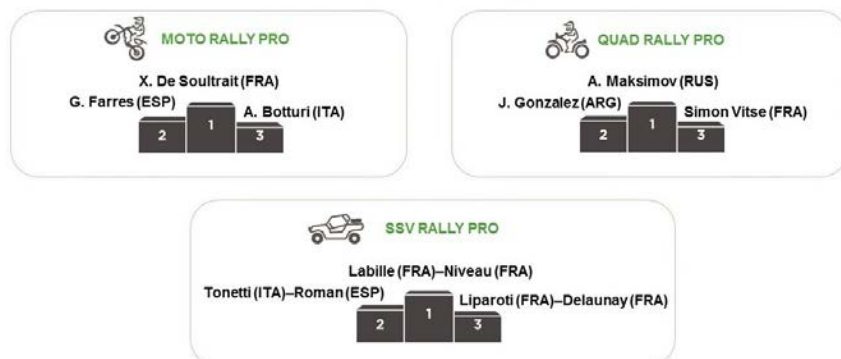 MOTO RALLY PRO
X. De Soultrait (FRA)
G. Farres (ESP)
A. Botturi (ITA)
2
1
3
QUAD RALLY PRO
A. Maksimov (RUS)
J. Gonzalez (ARG)
Simon Vitse (FRA)
2
1
3
SSV RALLY PRO
Labille (FRA)–Niveau (FRA)
Tonetti (ITA)–Roman (ESP)
Liparoti (FRA)–Delaunay (FRA)
2
1
3